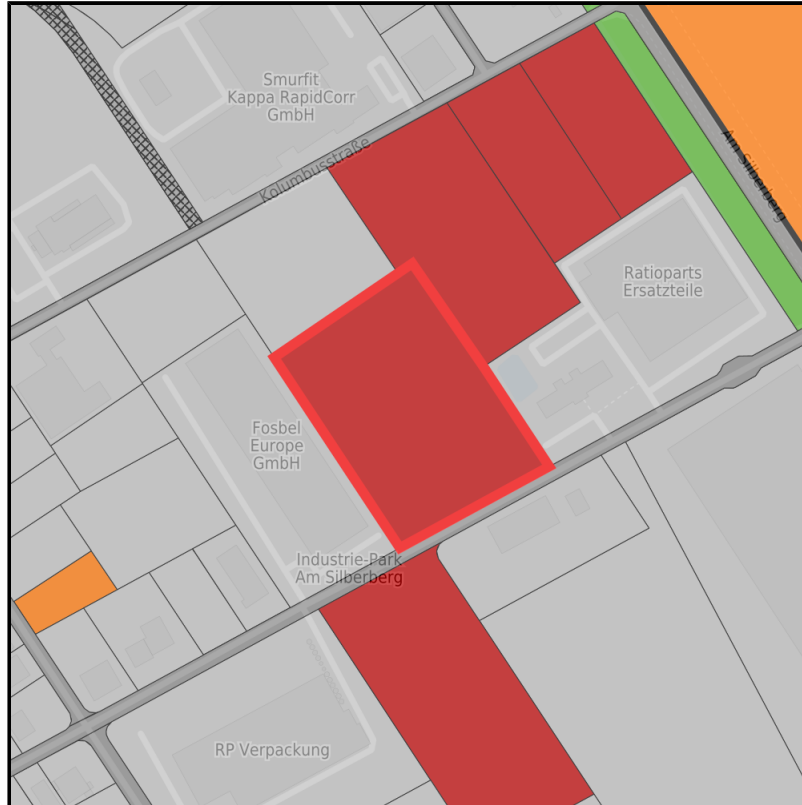 Smurfit
Kappa RapidCorr
GmbH
Kolumbusstraße
Am Silberberg
Ratioparts
Ersatzteile
Fosbel
Europe
GmbH
Industrie-Park
Am Silberberg
RP Verpackung